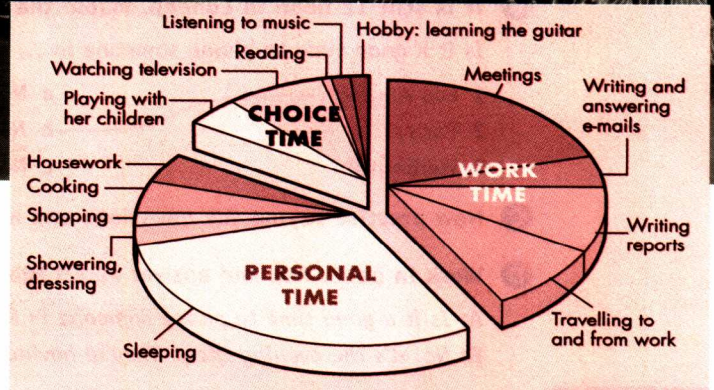 Listening to music
Hobby: learning the guitar
Reading
Watching television
Meetings
Playing with
her children
CHOICE
TIME
Writing and
answering
e-mails
Housework
Cooking
Shopping
WORK
TIME
Showering,
dressing
Writing
reports
PERSONAL
TIME
Sleeping
Travelling to
and from work